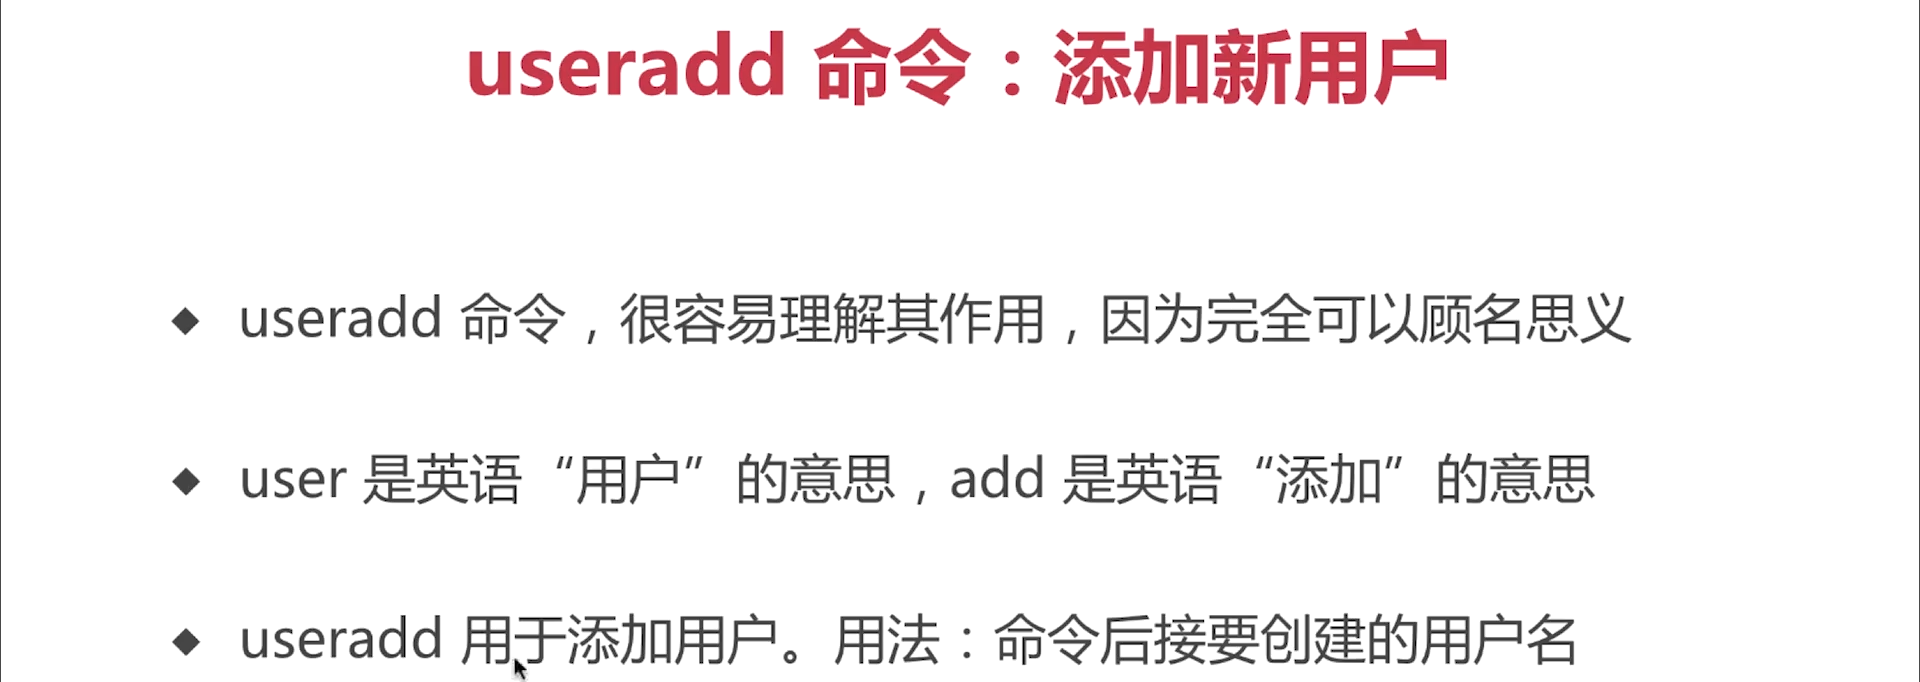 useradd 命令：添加新用户
◆ useradd 命令，很容易理解其作用，因为完全可以顾名思义
◆ user 是英语“用户”的意思，add 是英语“添加”的意思
◆ useradd 用于添加用户。用法：命令后接要创建的用户名